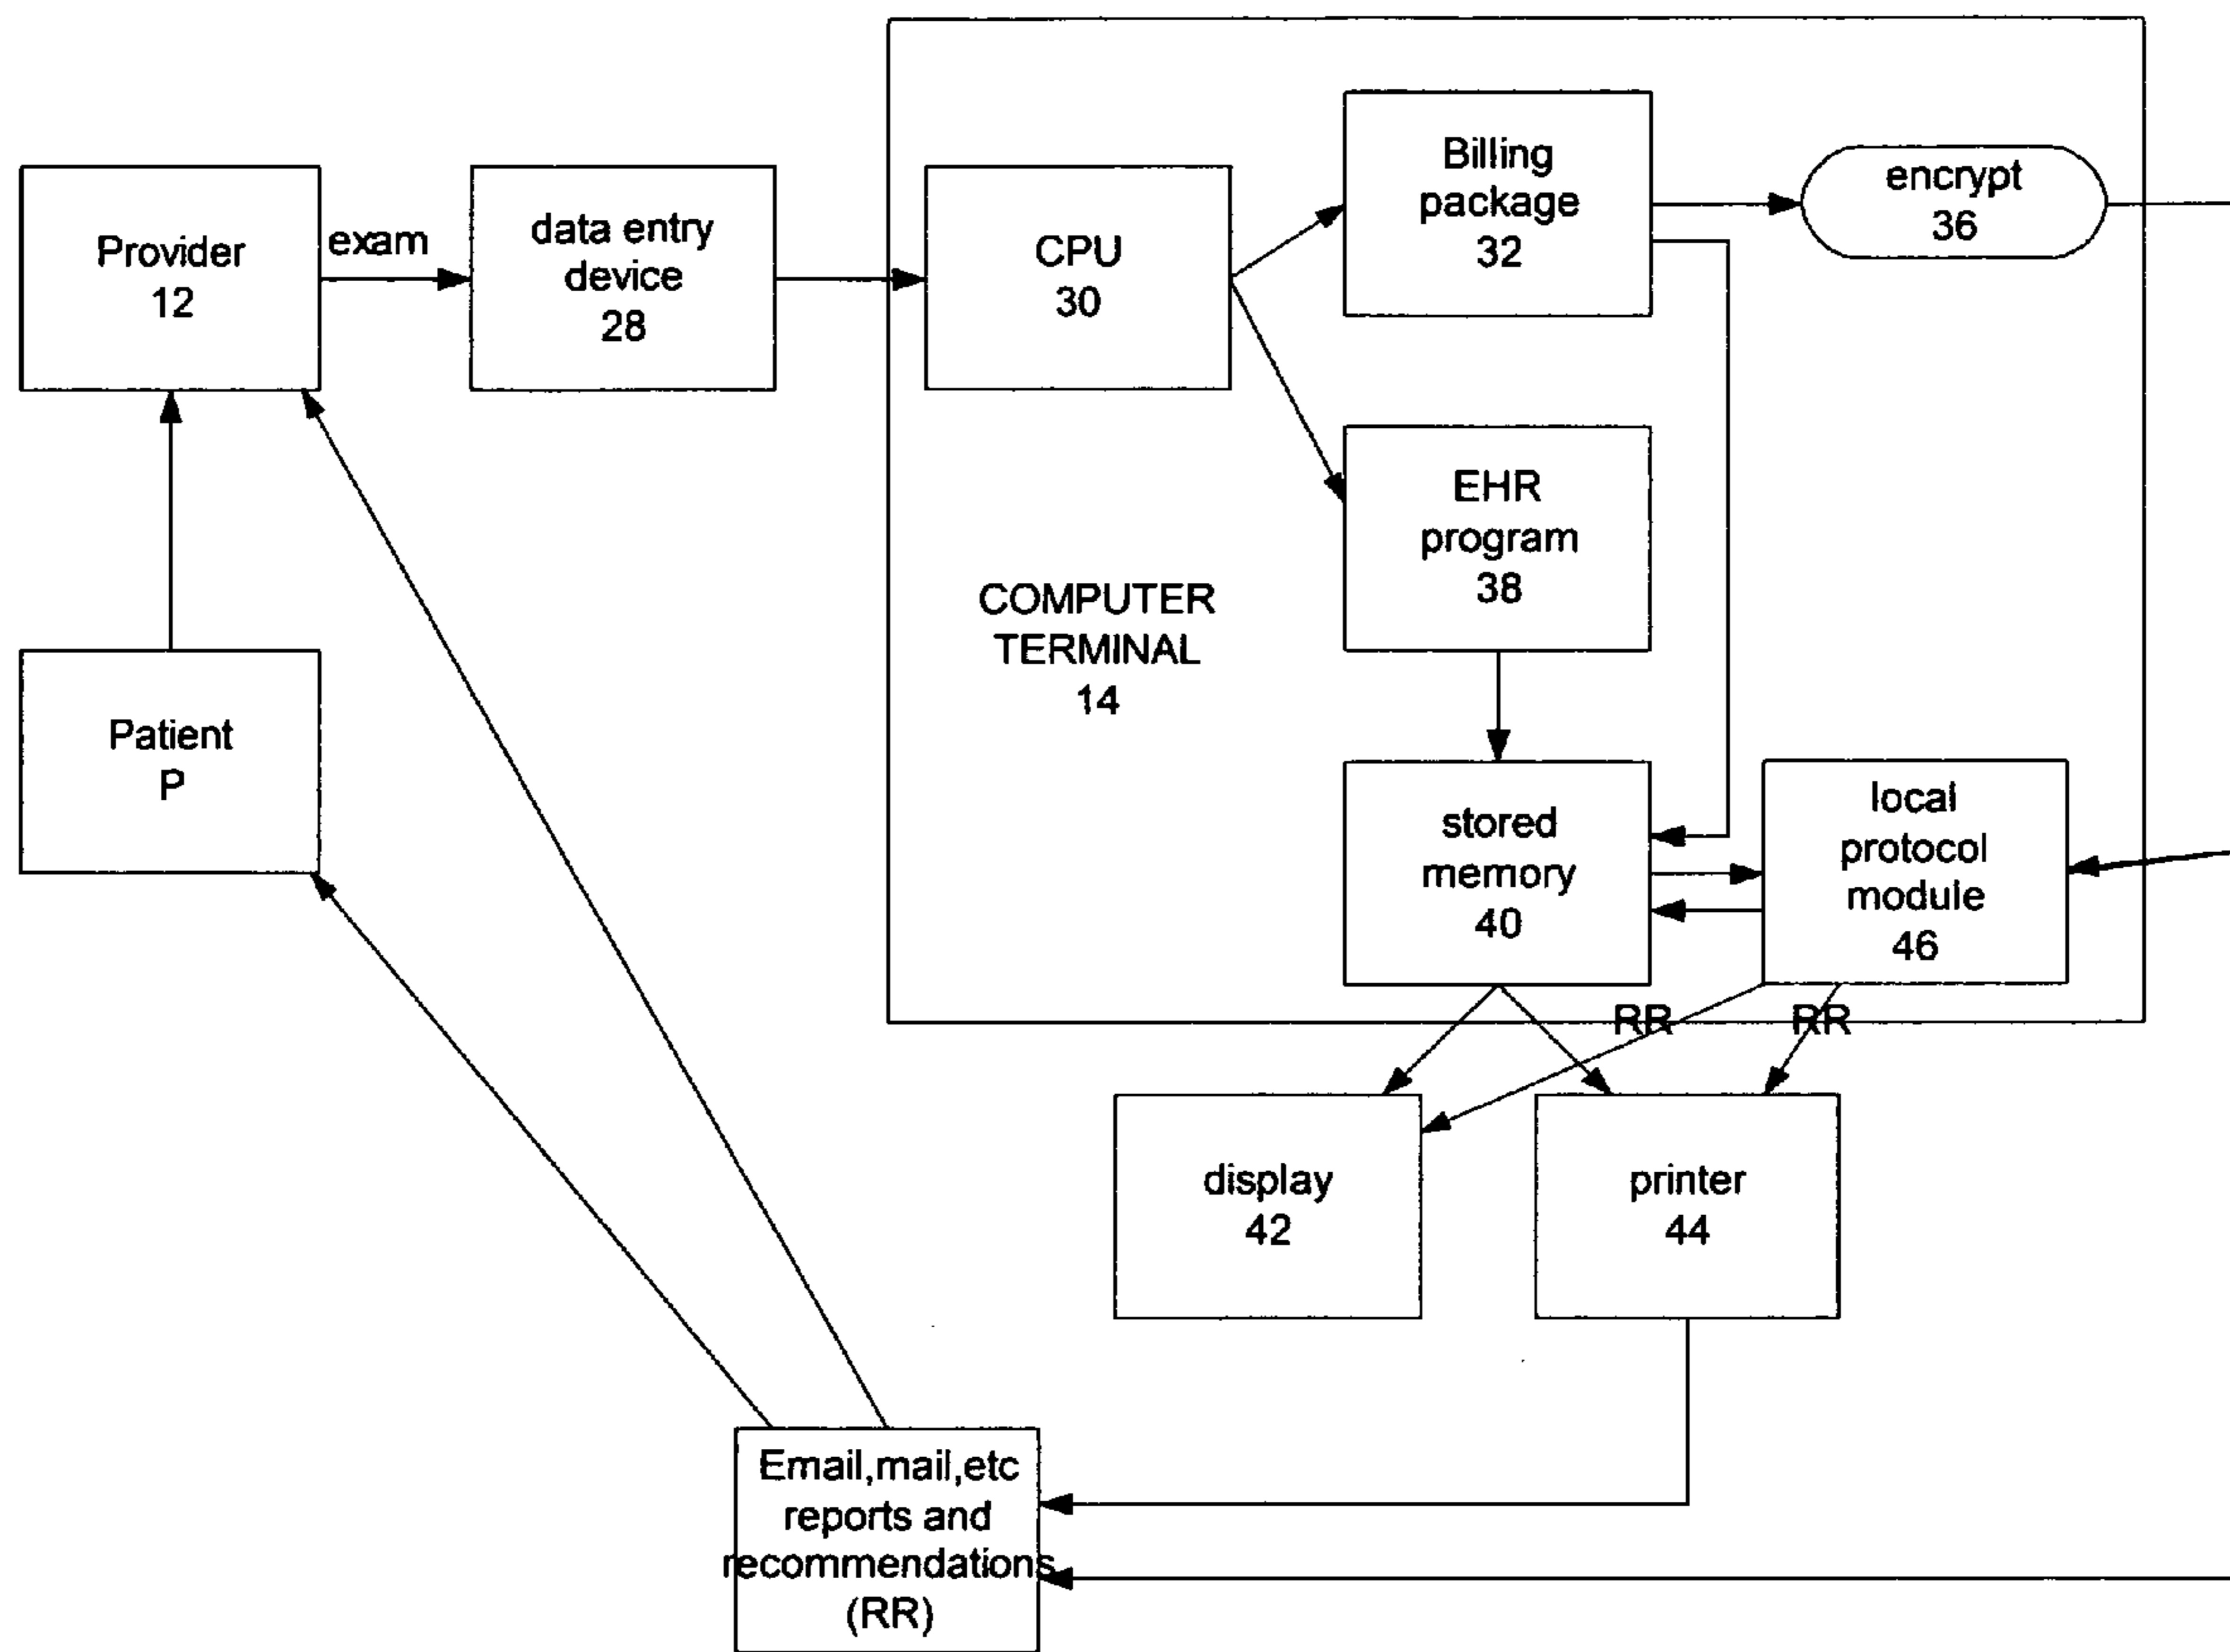 Provider
12
exam
data entry
device
28
CPU
30
Billing
package
32
encrypt
36
EHR
program
38
COMPUTER
TERMINAL
14
Patient
P
stored
memory
40
local
protocol
module
46
RR
RR
display
42
printer
44
Email,mail,etc
reports and
recommendations
(RR)